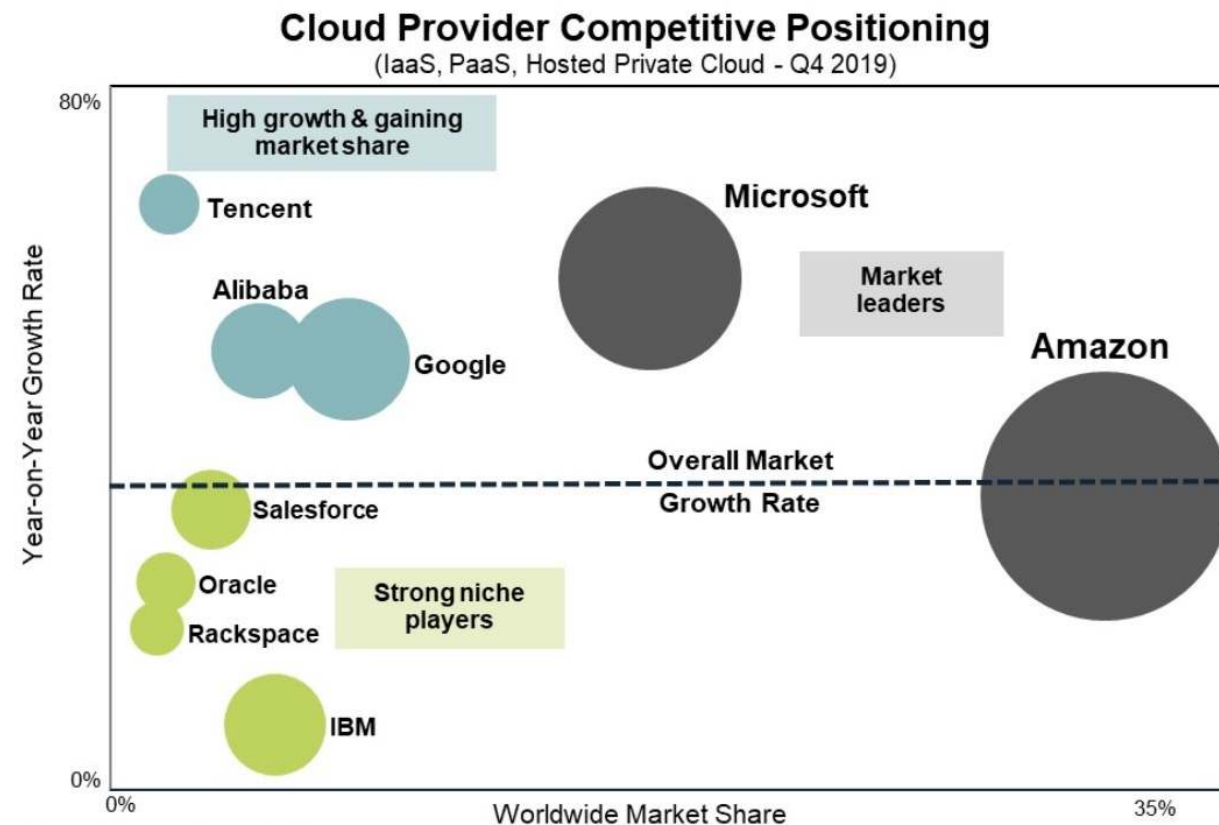 Cloud Provider Competitive Positioning
(IaaS, PaaS, Hosted Private Cloud - Q4 2019)
80%
High growth & gaining
market share
Tencent
Microsoft
Alibaba
Market
leaders
Google
Amazon
Year-on-Year Growth Rate
Overall Market
Growth Rate
Salesforce
Oracle
Strong niche
players
Rackspace
IBM
0%
0%
Worldwide Market Share
35%